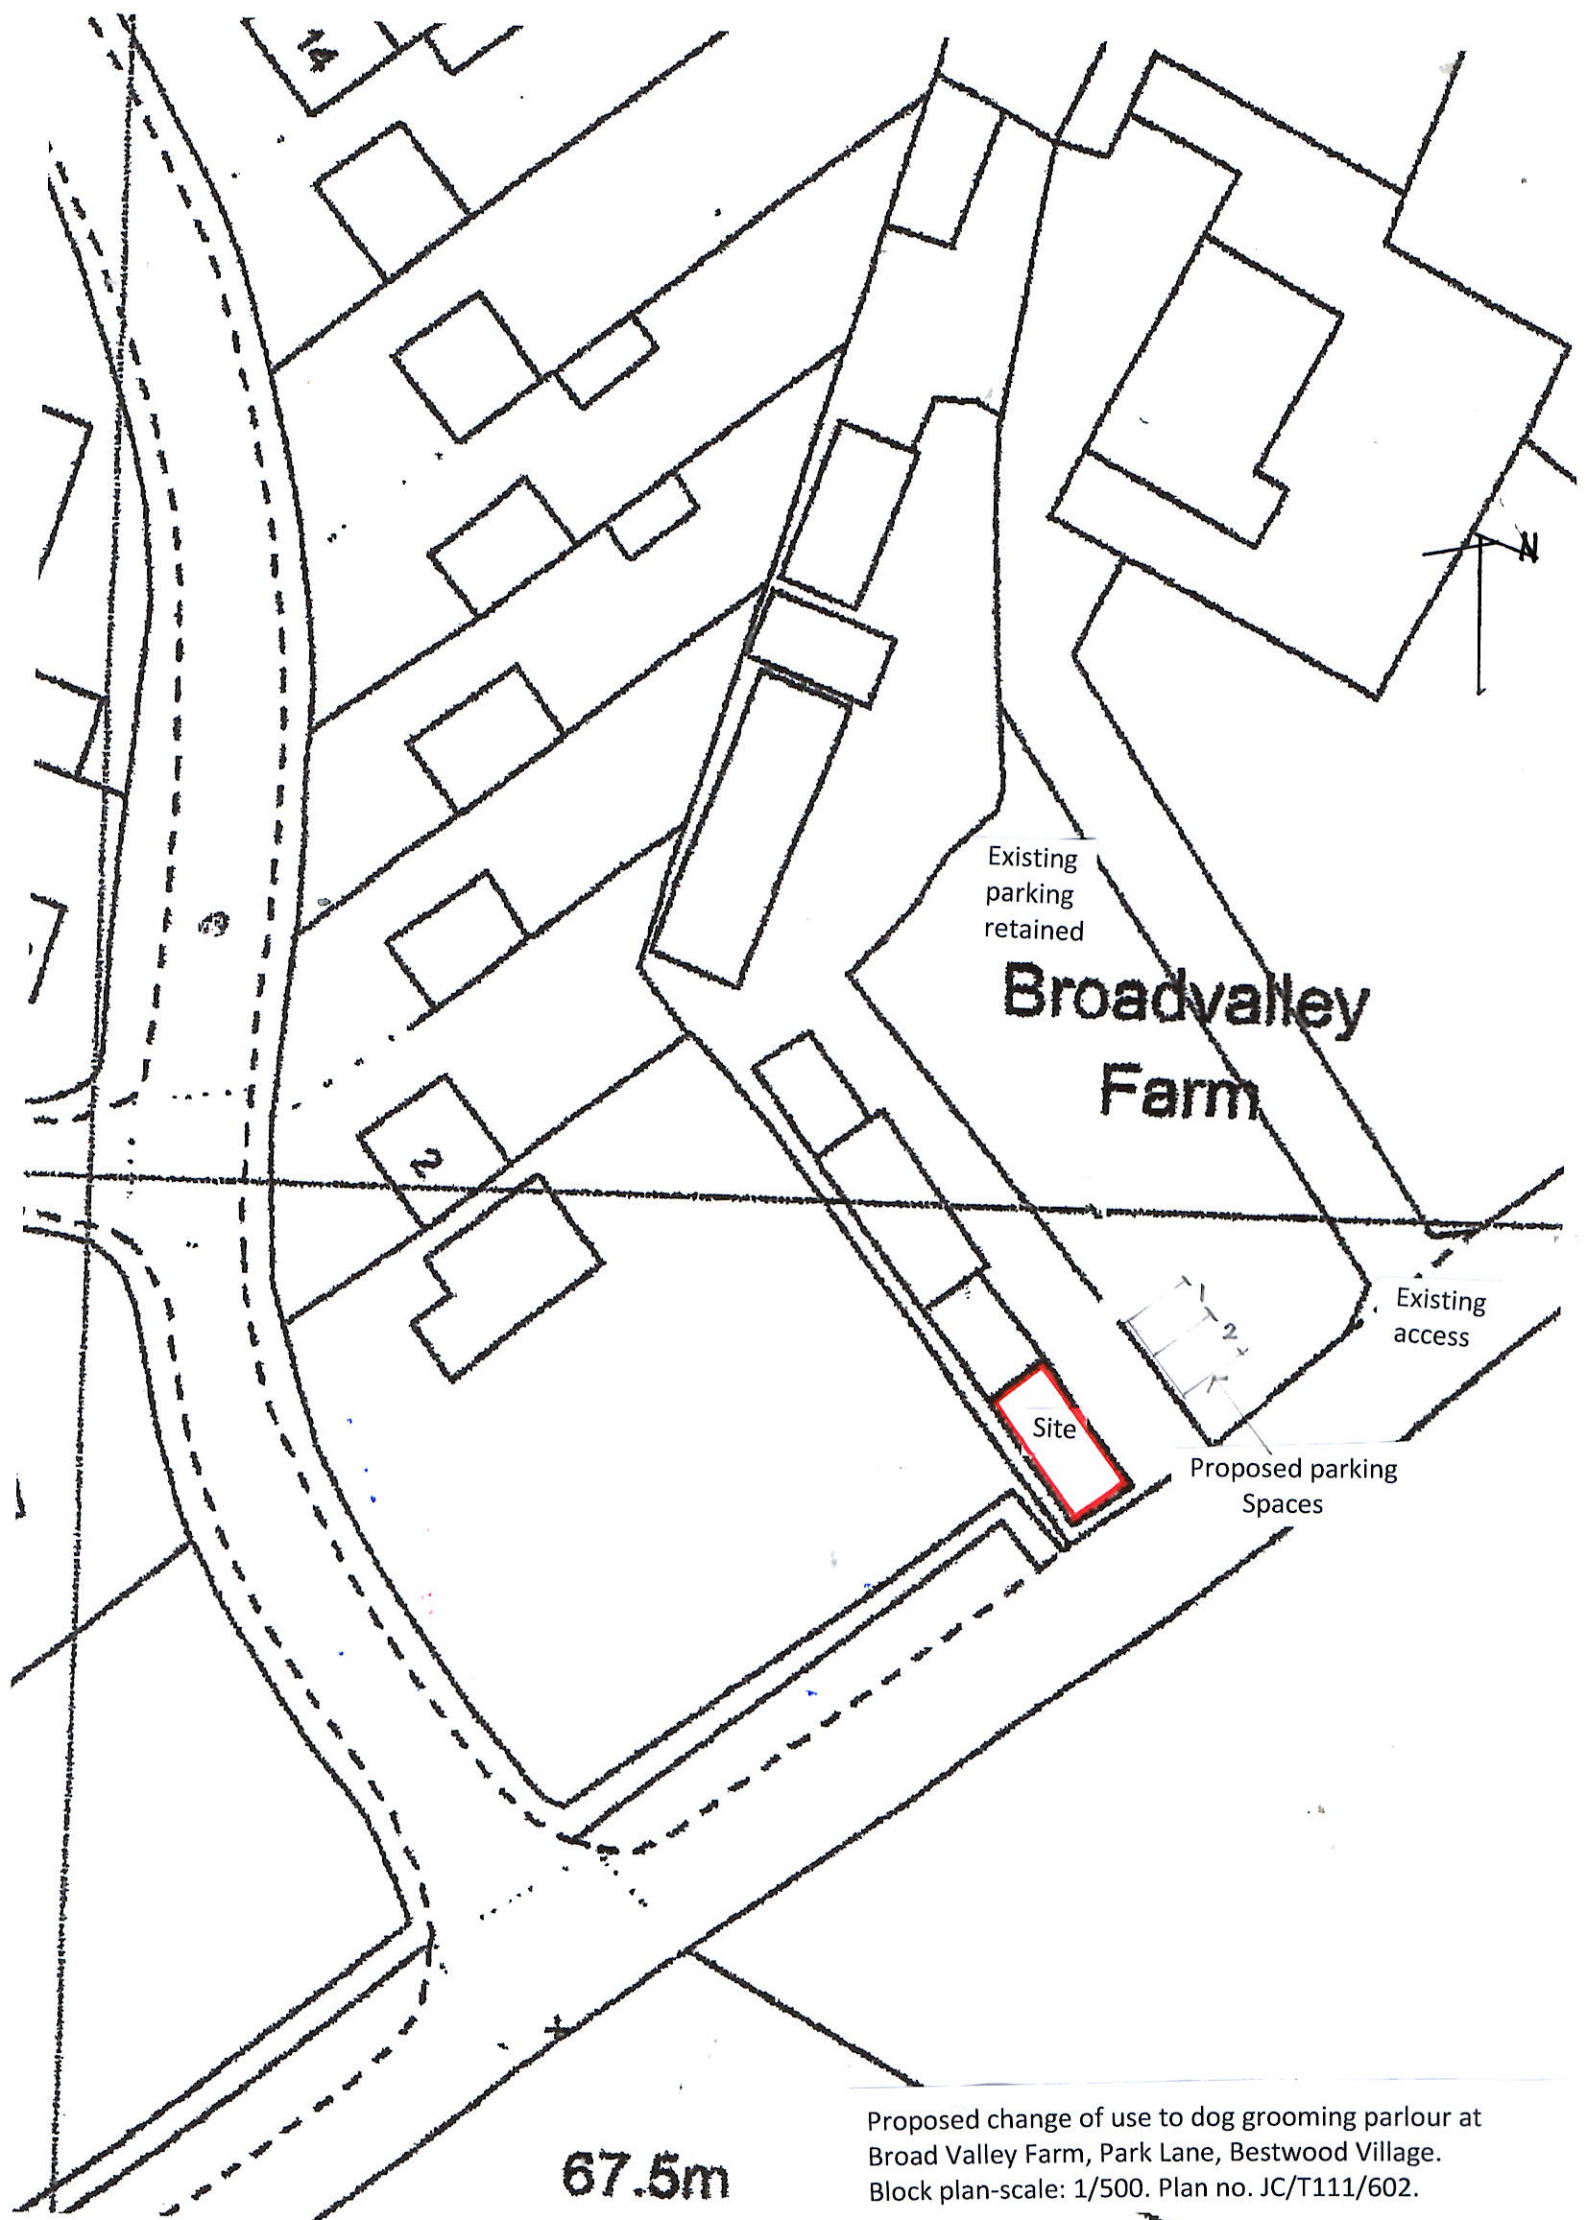 14
N
Existing
parking
retained
Broadvalley
Farm
2
Existing
access
1
2
Site
Proposed parking
Spaces
67.5m
Proposed change of use to dog grooming parlour at
Broad Valley Farm, Park Lane, Bestwood Village.
Block plan-scale: 1/500. Plan no. JC/T111/602.